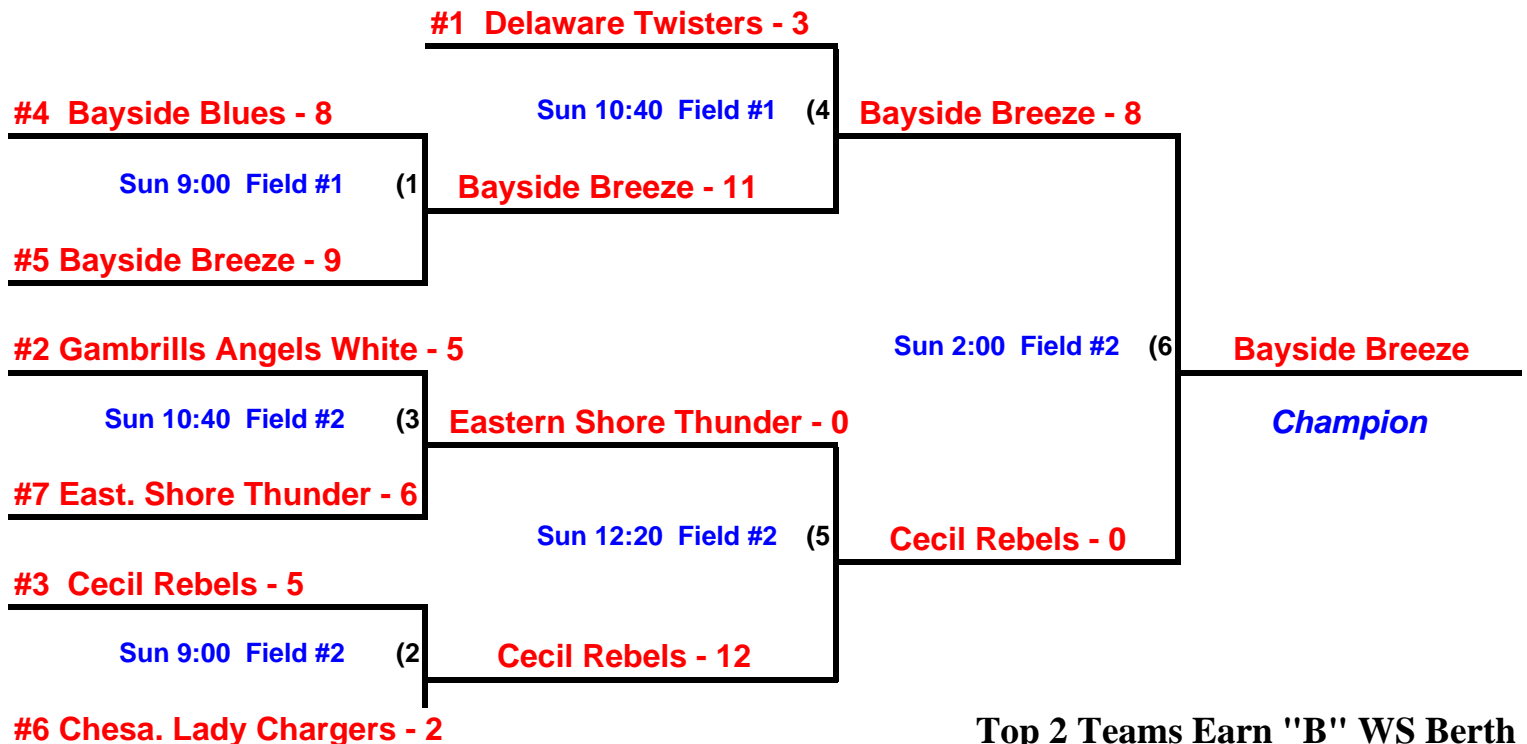 #1  Delaware Twisters - 3
#4  Bayside Blues - 8
Sun 10:40  Field #1 (4
Bayside Breeze - 8
Sun 9:00  Field #1 (1
Bayside Breeze - 11
#5 Bayside Breeze - 9
#2 Gambrills Angels White - 5
Sun 2:00  Field #2 (6
Bayside Breeze
Sun 10:40  Field #2 (3
Eastern Shore Thunder - 0
Champion
#7 East. Shore Thunder - 6
Sun 12:20  Field #2 (5
Cecil Rebels - 0
#3  Cecil Rebels - 5
Sun 9:00  Field #2 (2
Cecil Rebels - 12
#6 Chesa. Lady Chargers - 2
Top 2 Teams Earn "B" WS Berth